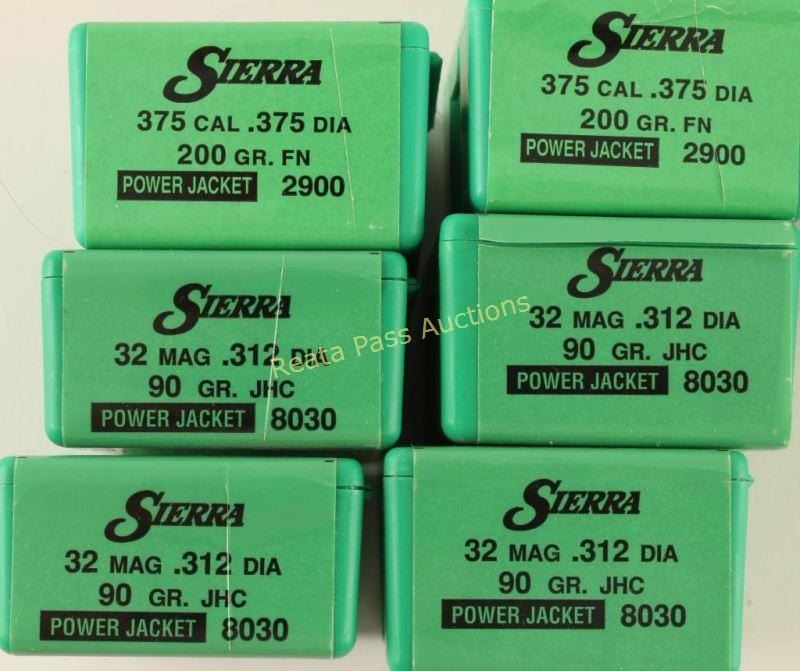 SIERRA
375 CAL .375 DIA
200 GR. FN
POWER JACKET 2900
SIERRA
375 CAL .375 DIA
200 GR. FN
POWER JACKET 2900
SIERRA
32 MAG .312 DIA
90 GR. JHC
POWER JACKET 8030
SIERRA
32 MAG .312 DIA
90 GR. JHC
POWER JACKET 8030
Reata Pass Auctions
SIERRA
32 MAG .312 DIA
90 GR. JHC
POWER JACKET 8030
SIERRA
32 MAG .312 DIA
90 GR. JHC
POWER JACKET 8030